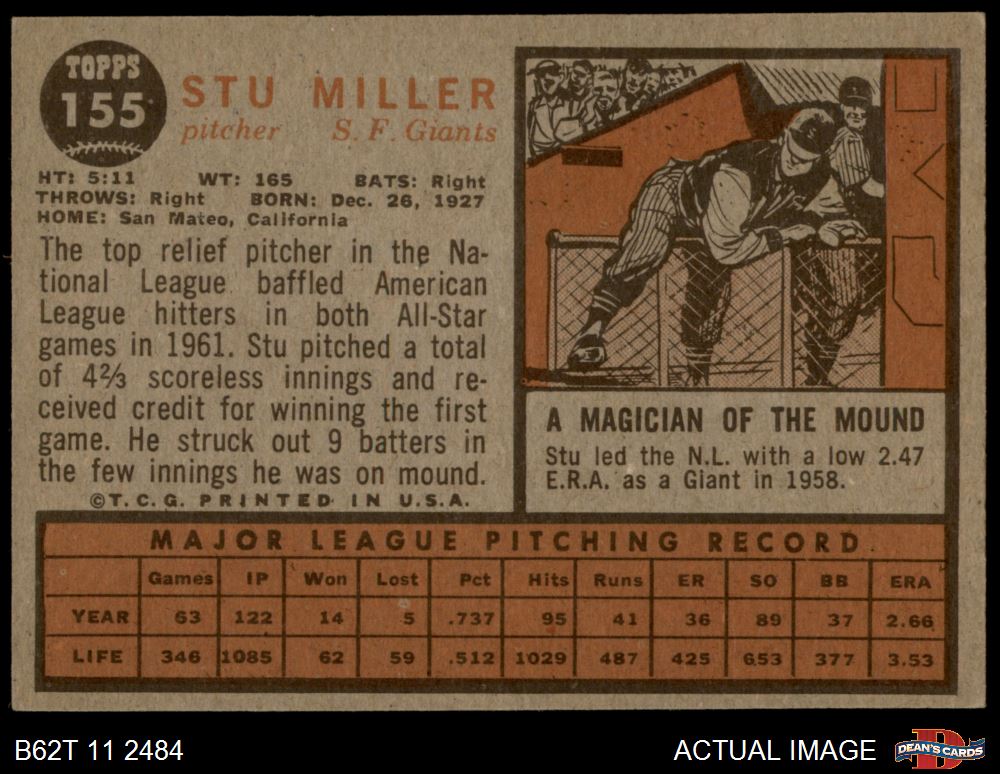 TOPPS
155
STU MILLER
pitcher S. F. Giants
HT: 5:11 WT: 165 BATS: Right
THROWS: Right BORN: Dec. 26, 1927
HOME: San Mateo, California
The top relief pitcher in the Na-
tional League baffled American
League hitters in both All-Star
games in 1961. Stu pitched a total
of 4⅔ scoreless innings and re-
ceived credit for winning the first
game. He struck out 9 batters in
the few innings he was on mound.
©T.C.G. PRINTED IN U.S.A.
A MAGICIAN OF THE MOUND
Stu led the N.L. with a low 2.47
E.R.A. as a Giant in 1958.
MAJOR LEAGUE PITCHING RECORD
Games IP Won Lost Pct Hits Runs ER SO BB ERA
YEAR 63 122 14 5 .737 95 41 36 89 37 2.66
LIFE 346 1085 62 59 .512 1029 487 425 653 377 3.53
B62T 11 2484 ACTUAL IMAGE D DEAN'S CARDS